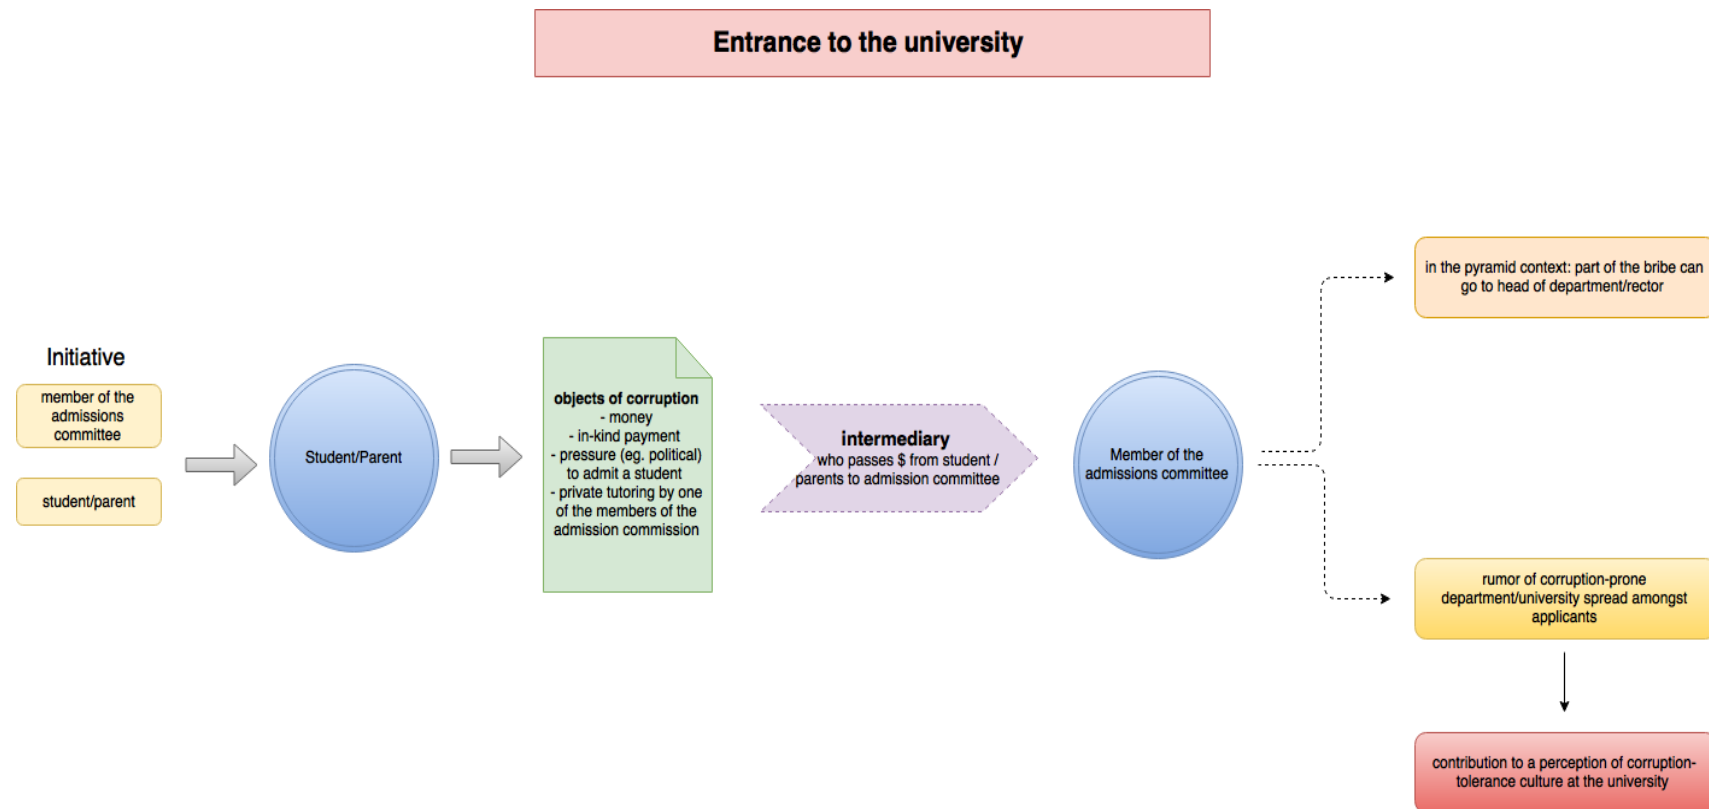 Entrance to the university
Initiative
member of the
admissions
committee
student/parent
Student/Parent
objects of corruption
- money
- in-kind payment
- pressure (eg. political)
to admit a student
- private tutoring by one
of the members of the
admission commission
intermediary
who passes $ from student /
parents to admission committee
Member of the
admissions committee
in the pyramid context: part of the bribe can
go to head of department/rector
rumor of corruption-prone
department/university spread amongst
applicants
contribution to a perception of corruption-
tolerance culture at the university